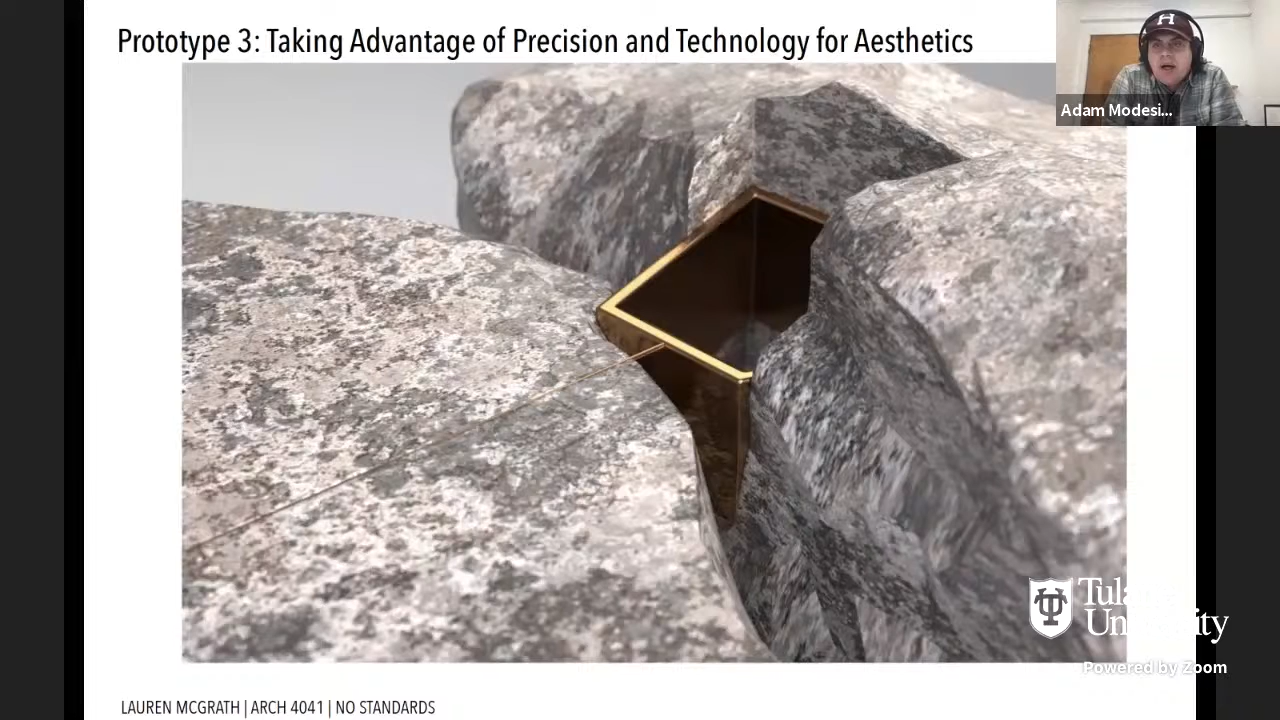 Prototype 3: Taking Advantage of Precision and Technology for Aesthetics
H
Adam Modesi...
Tulane
University
Powered by Zoom
LAUREN MCGRATH | ARCH 4041 | NO STANDARDS